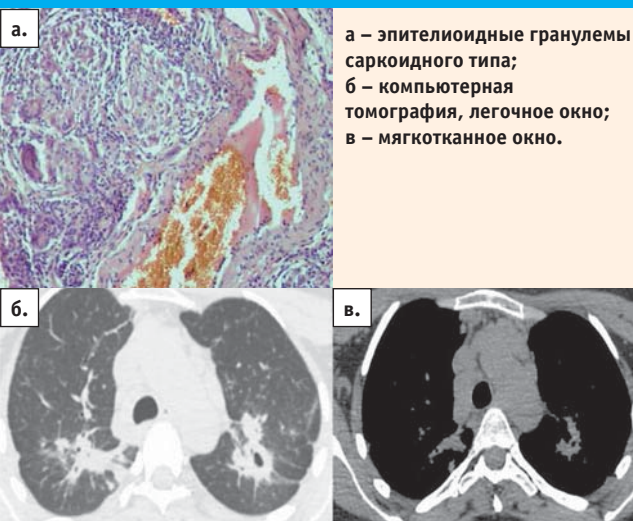 а.
а – эпителиоидные гранулемы
саркоидного типа;
б – компьютерная
томография, легочное окно;
в – мягкотканное окно.
б.
в.